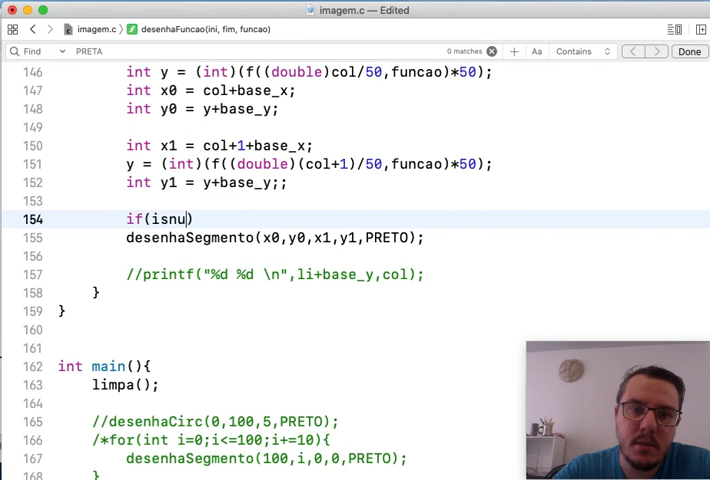 imagem.c — Edited
imagem.c ) desenhaFuncao(ini, fim, funcao)
Find PRETA 0 matches Aa Contains Done
146 int y = (int)(f((double)col/50,funcao)*50);
147 int x0 = col+base_x;
148 int y0 = y+base_y;
149
150 int x1 = col+1+base_x;
151 y = (int)(f((double)(col+1)/50,funcao)*50);
152 int y1 = y+base_y;;
153
154 if(isnu)
155 desenhaSegmento(x0,y0,x1,y1,PRETO);
156
157 //printf("%d %d \n",li+base_y,col);
158 }
159 }
160
161
162 int main(){
163 limpa();
164
165 //desenhaCirc(0,100,5,PRETO);
166 /*for(int i=0;i<=100;i+=10){
167 desenhaSegmento(100,i,0,0,PRETO);
168 }